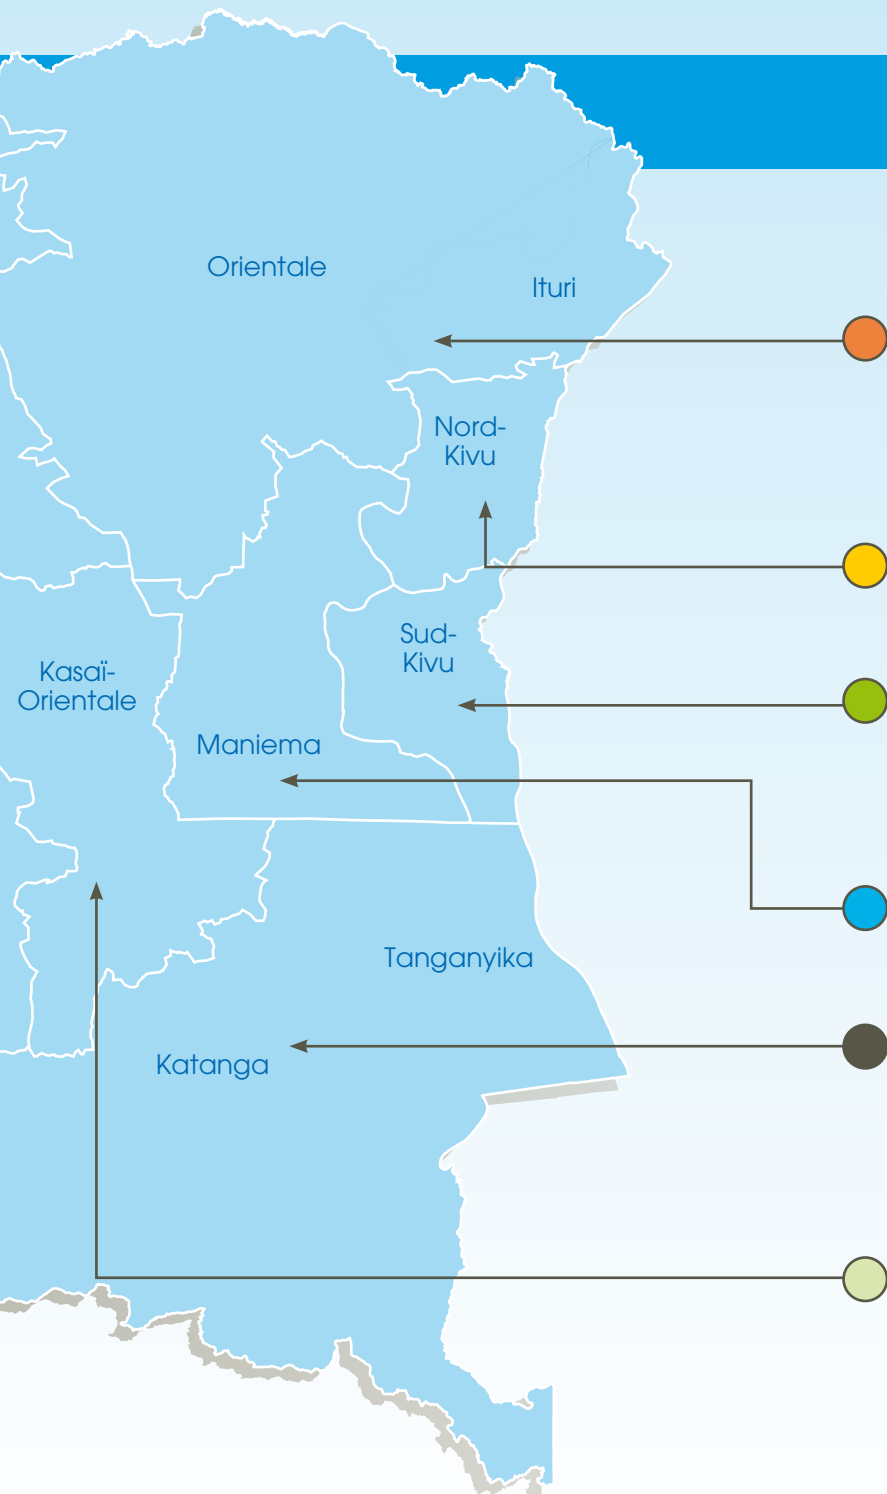 Orientale
Ituri
Nord-
Kivu
Sud-
Kivu
Kasaï-
Orientale
Maniema
Tanganyika
Katanga